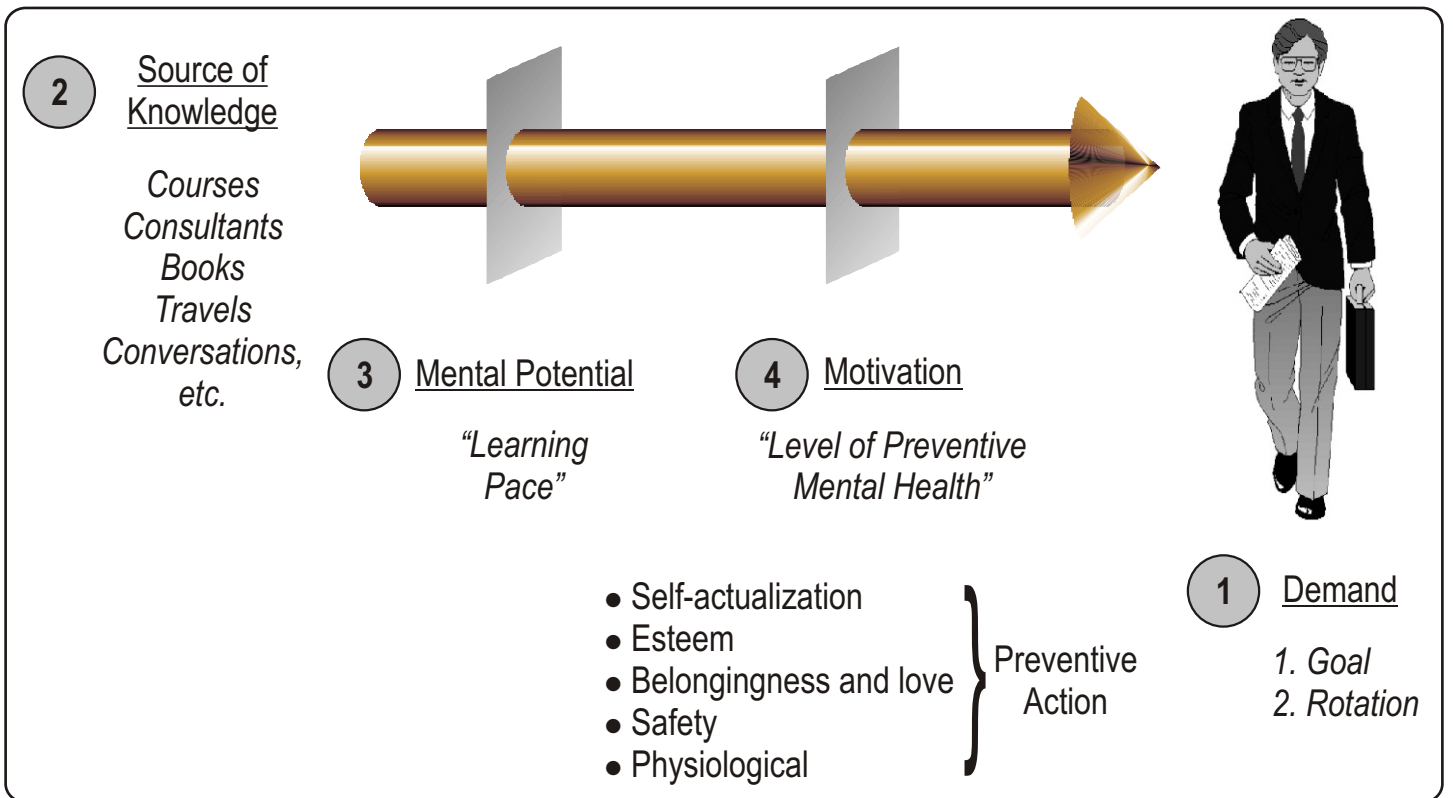 2
Source of
Knowledge
Courses
Consultants
Books
Travels
Conversations,
etc.
3
Mental Potential
“Learning
Pace”
4
Motivation
“Level of Preventive
Mental Health”
● Self-actualization
● Esteem
● Belongingness and love
● Safety
● Physiological
Preventive
Action
1
Demand
1. Goal
2. Rotation